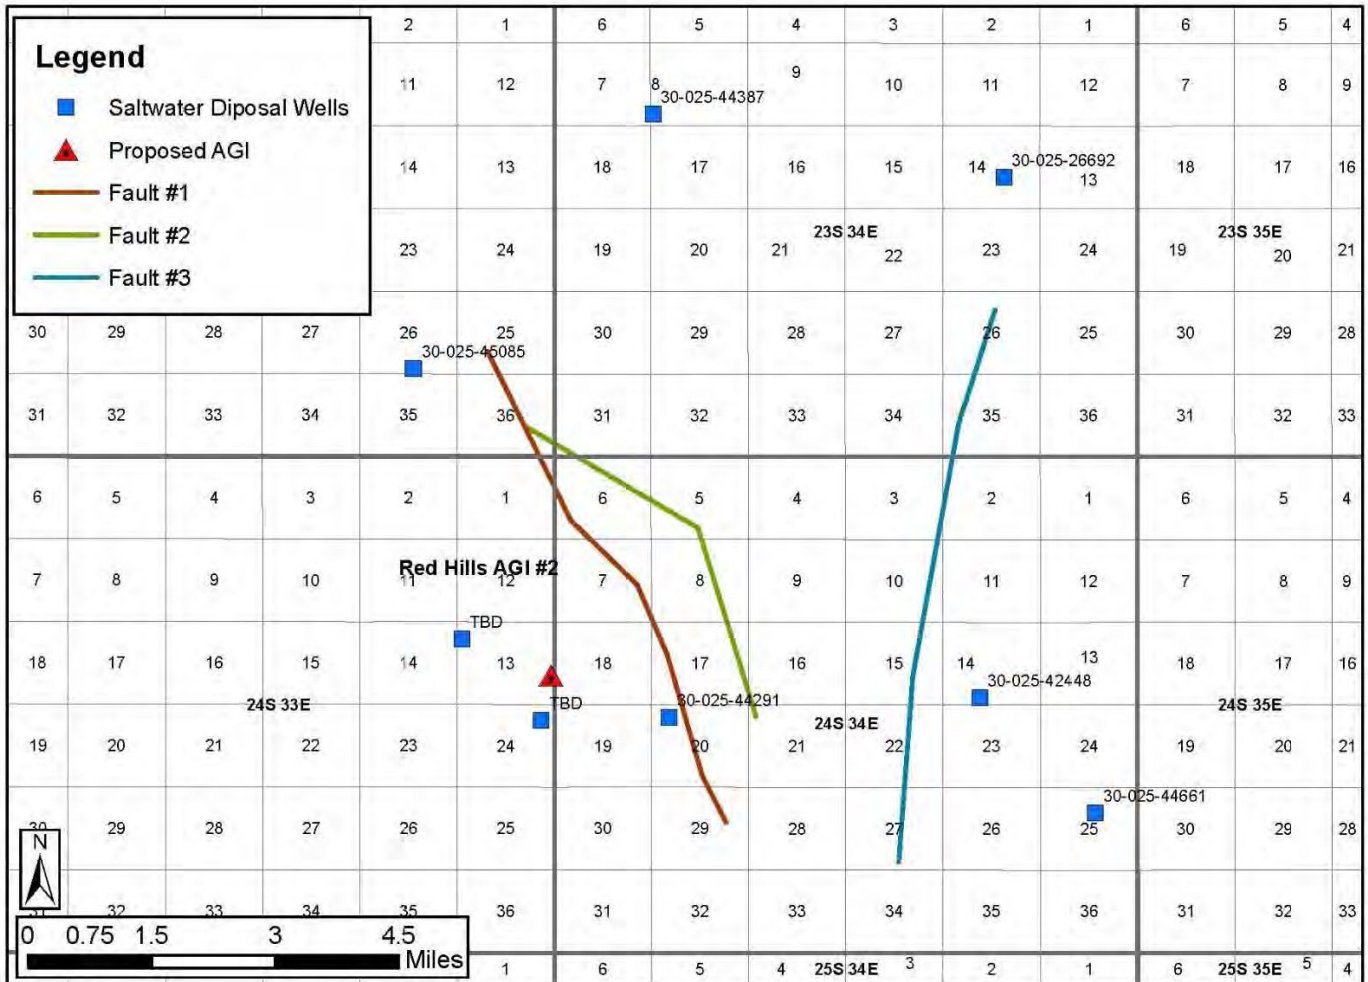 Legend
Saltwater Diposal Wells
Proposed AGI
Fault #1
Fault #2
Fault #3
2 1 6 5 4 3 2 1 6 5 4
11 12 7 8 9 10 11 12 7 8 9
30-025-44387
14 13 18 17 16 15 14 30-025-26692 13 18 17 16
23S 34E 23S 35E
23 24 19 20 21 22 23 24 19 20 21
30 29 28 27 26 25 30 29 28 27 26 25 30 29 28
30-025-45085
31 32 33 34 35 36 31 32 33 34 35 36 31 32 33
6 5 4 3 2 1 6 5 4 3 2 1 6 5 4
Red Hills AGI #2
7 8 9 10 11 12 7 8 9 10 11 12 7 8 9
TBD
18 17 16 15 14 13 18 17 16 15 14 13 18 17 16
30-025-42448
24S 33E TBD 30-025-44291 24S 34E 24S 35E
19 20 21 22 23 24 19 20 21 22 23 24 19 20 21
30-025-44661
30 29 28 27 26 25 30 29 28 27 26 25 30 29 28
N
31 32 33 34 35 36 31 32 33 34 35 36 31 32 33
0 0.75 1.5 3 4.5
Miles
1 6 5 4 25S 34E 3 2 1 6 25S 35E 5 4